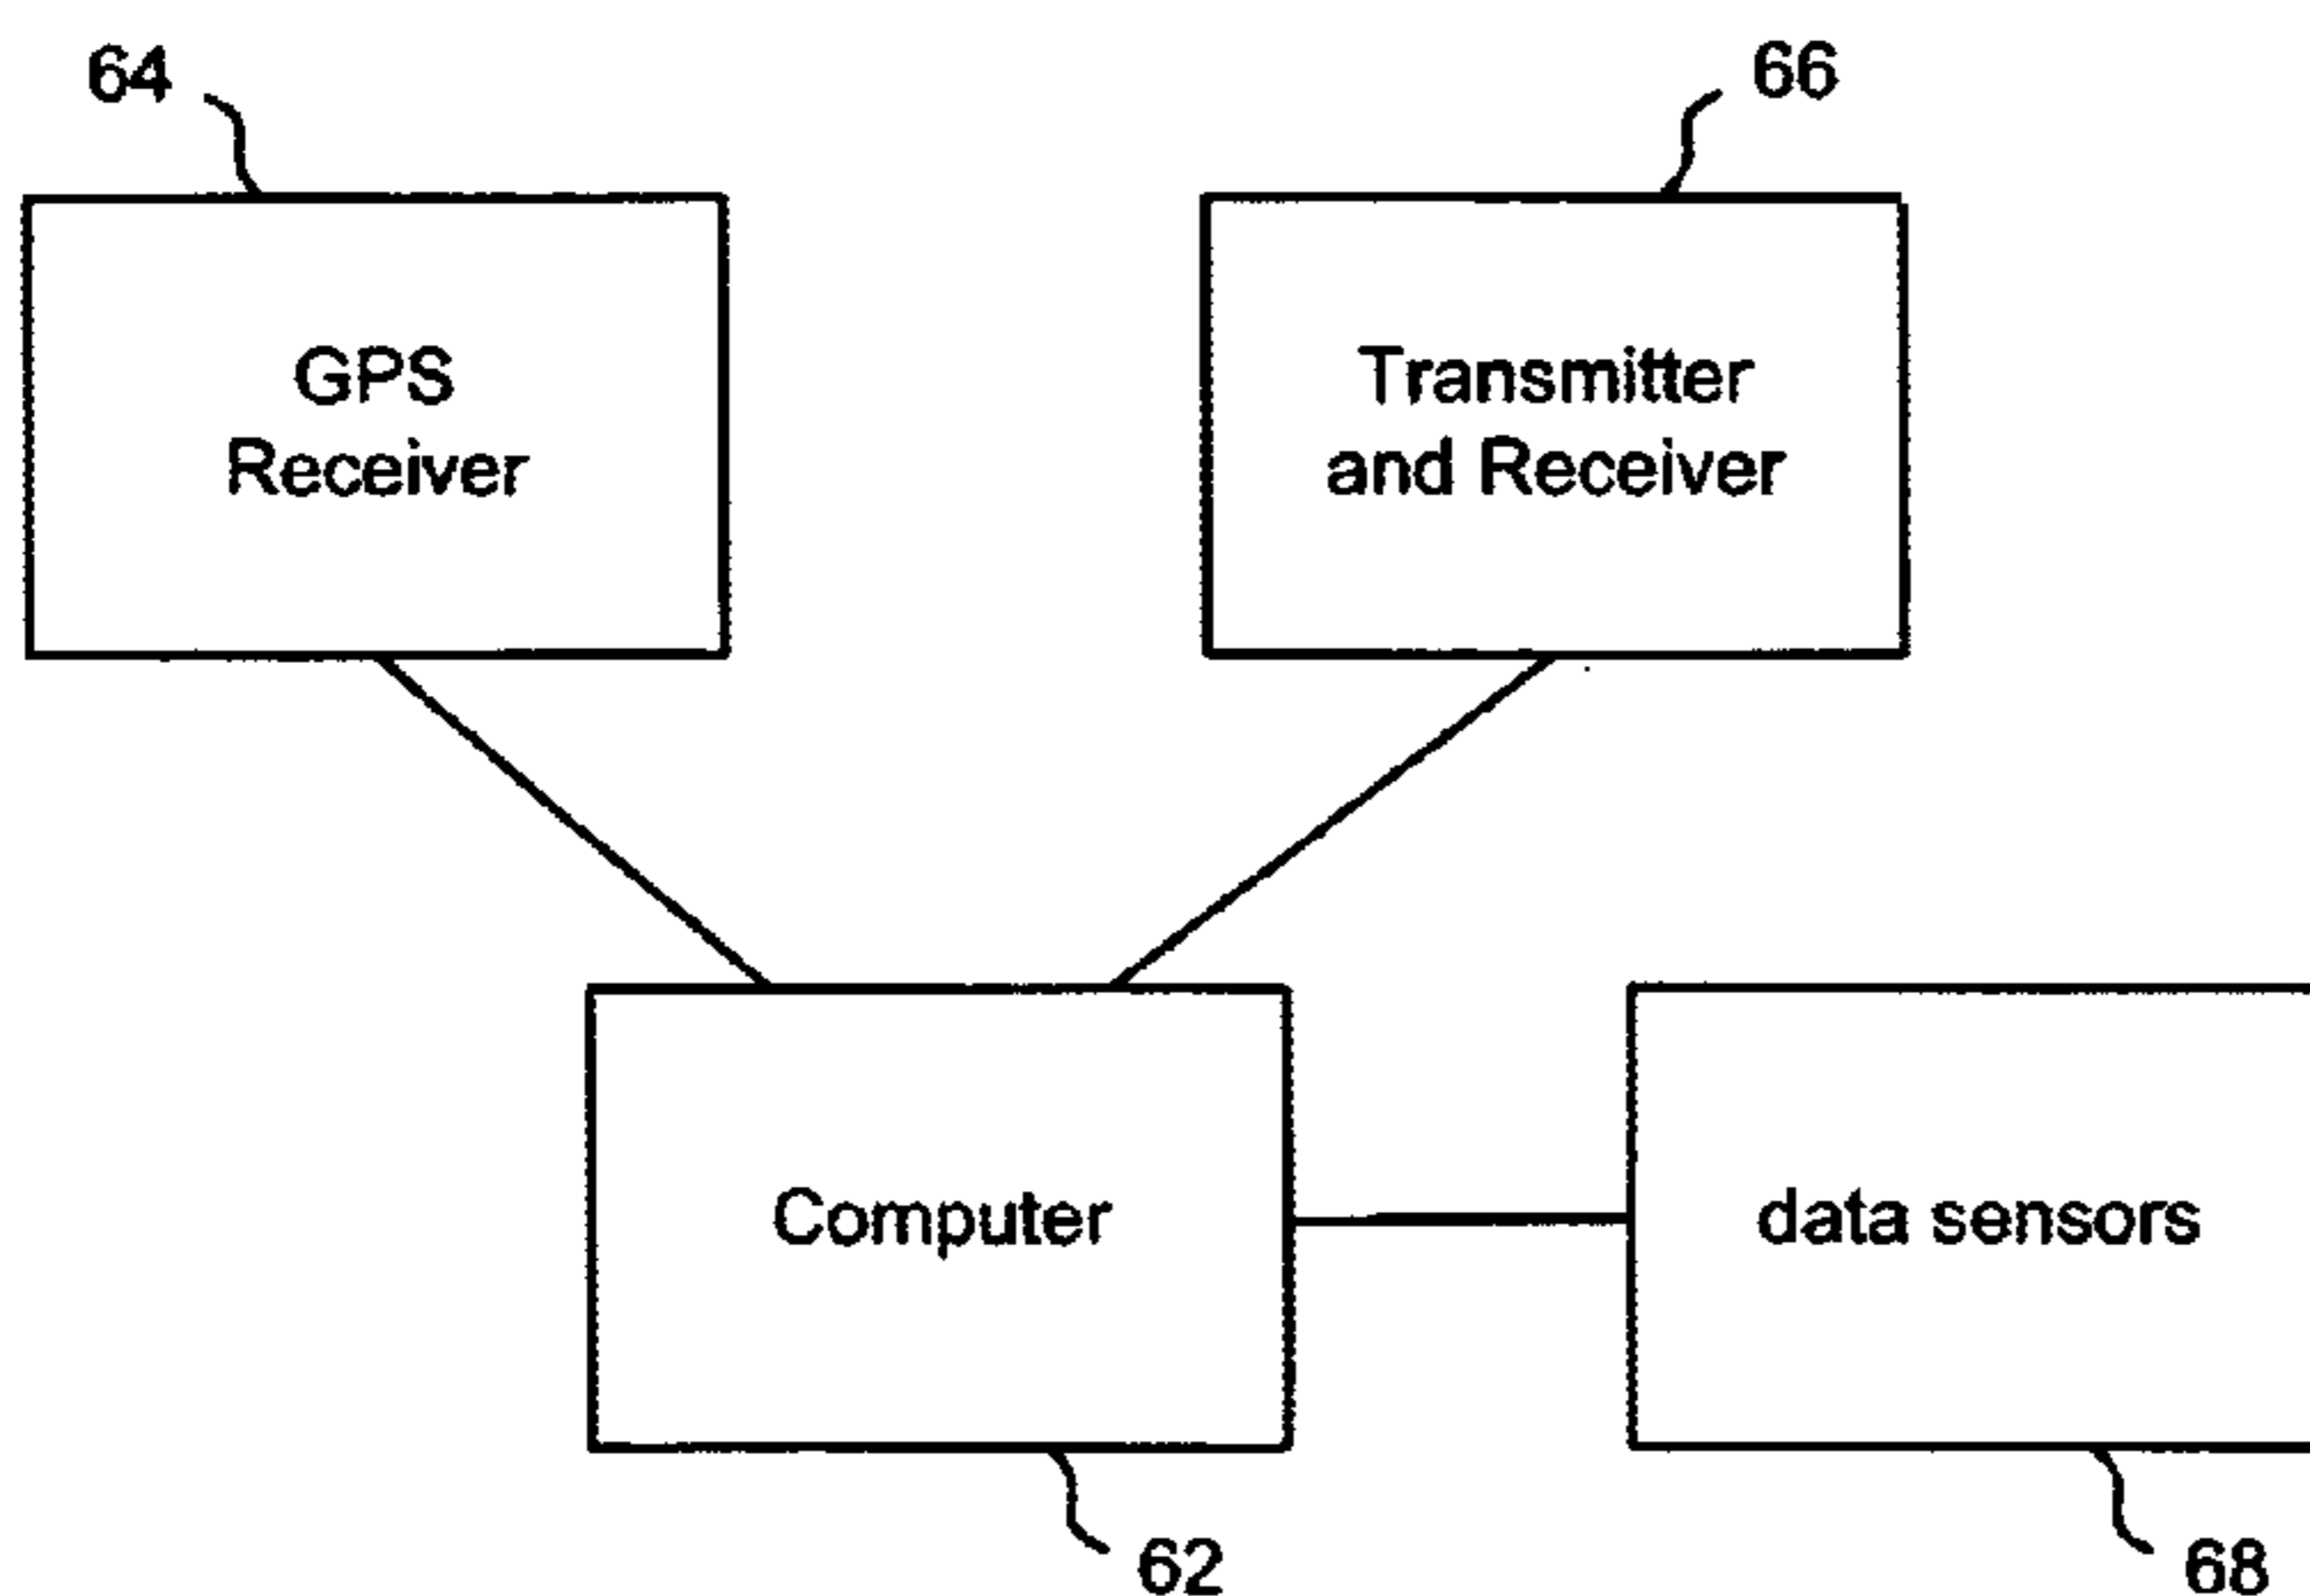 64
66
GPS
Receiver
Transmitter
and Receiver
Computer
data sensors
62
68